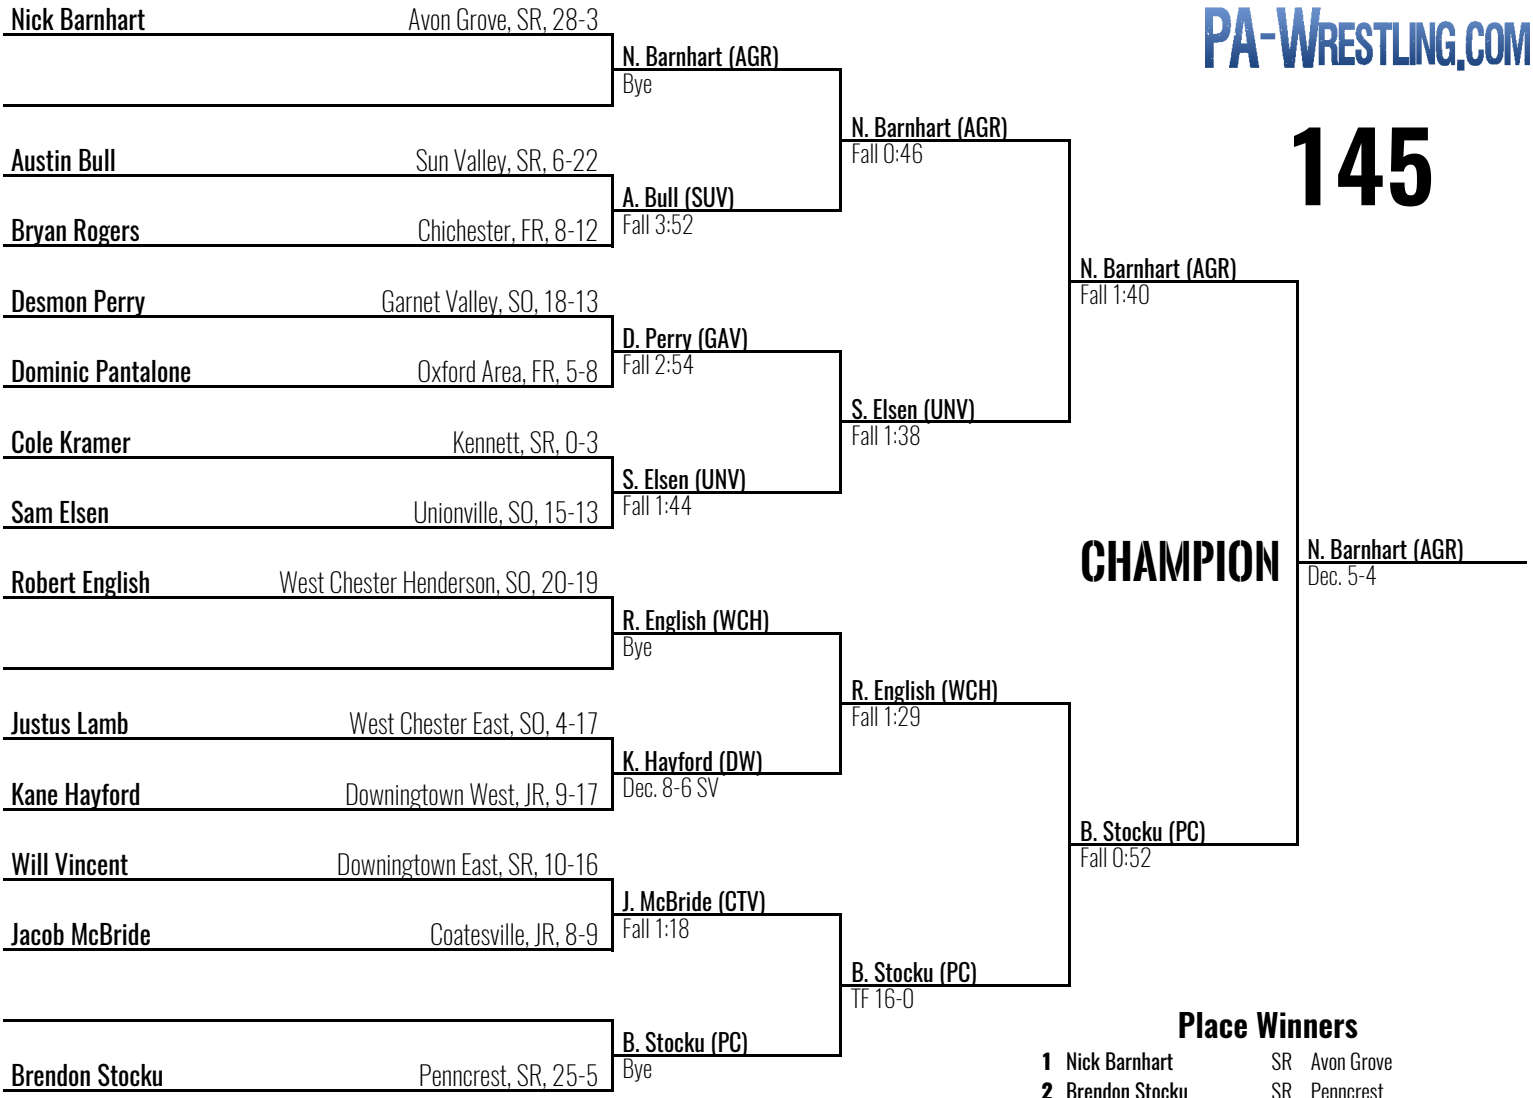 PA-WRESTLING.COM
145
Nick Barnhart Avon Grove, SR, 28-3
Austin Bull Sun Valley, SR, 6-22
Bryan Rogers Chichester, FR, 8-12
Desmon Perry Garnet Valley, SO, 18-13
Dominic Pantalone Oxford Area, FR, 5-8
Cole Kramer Kennett, SR, 0-3
Sam Elsen Unionville, SO, 15-13
Robert English West Chester Henderson, SO, 20-19
Justus Lamb West Chester East, SO, 4-17
Kane Hayford Downingtown West, JR, 9-17
Will Vincent Downingtown East, SR, 10-16
Jacob McBride Coatesville, JR, 8-9
Brendon Stocku Penncrest, SR, 25-5
N. Barnhart (AGR)
Bye
A. Bull (SUV)
Fall 3:52
D. Perry (GAV)
Fall 2:54
S. Elsen (UNV)
Fall 1:44
R. English (WCH)
Bye
K. Hayford (DW)
Dec. 8-6 SV
J. McBride (CTV)
Fall 1:18
B. Stocku (PC)
Bye
N. Barnhart (AGR)
Fall 0:46
S. Elsen (UNV)
Fall 1:38
R. English (WCH)
Fall 1:29
B. Stocku (PC)
TF 16-0
N. Barnhart (AGR)
Fall 1:40
B. Stocku (PC)
Fall 0:52
CHAMPION
N. Barnhart (AGR)
Dec. 5-4
Place Winners
1 Nick Barnhart SR Avon Grove
2 Brendon Stocku SR Penncrest